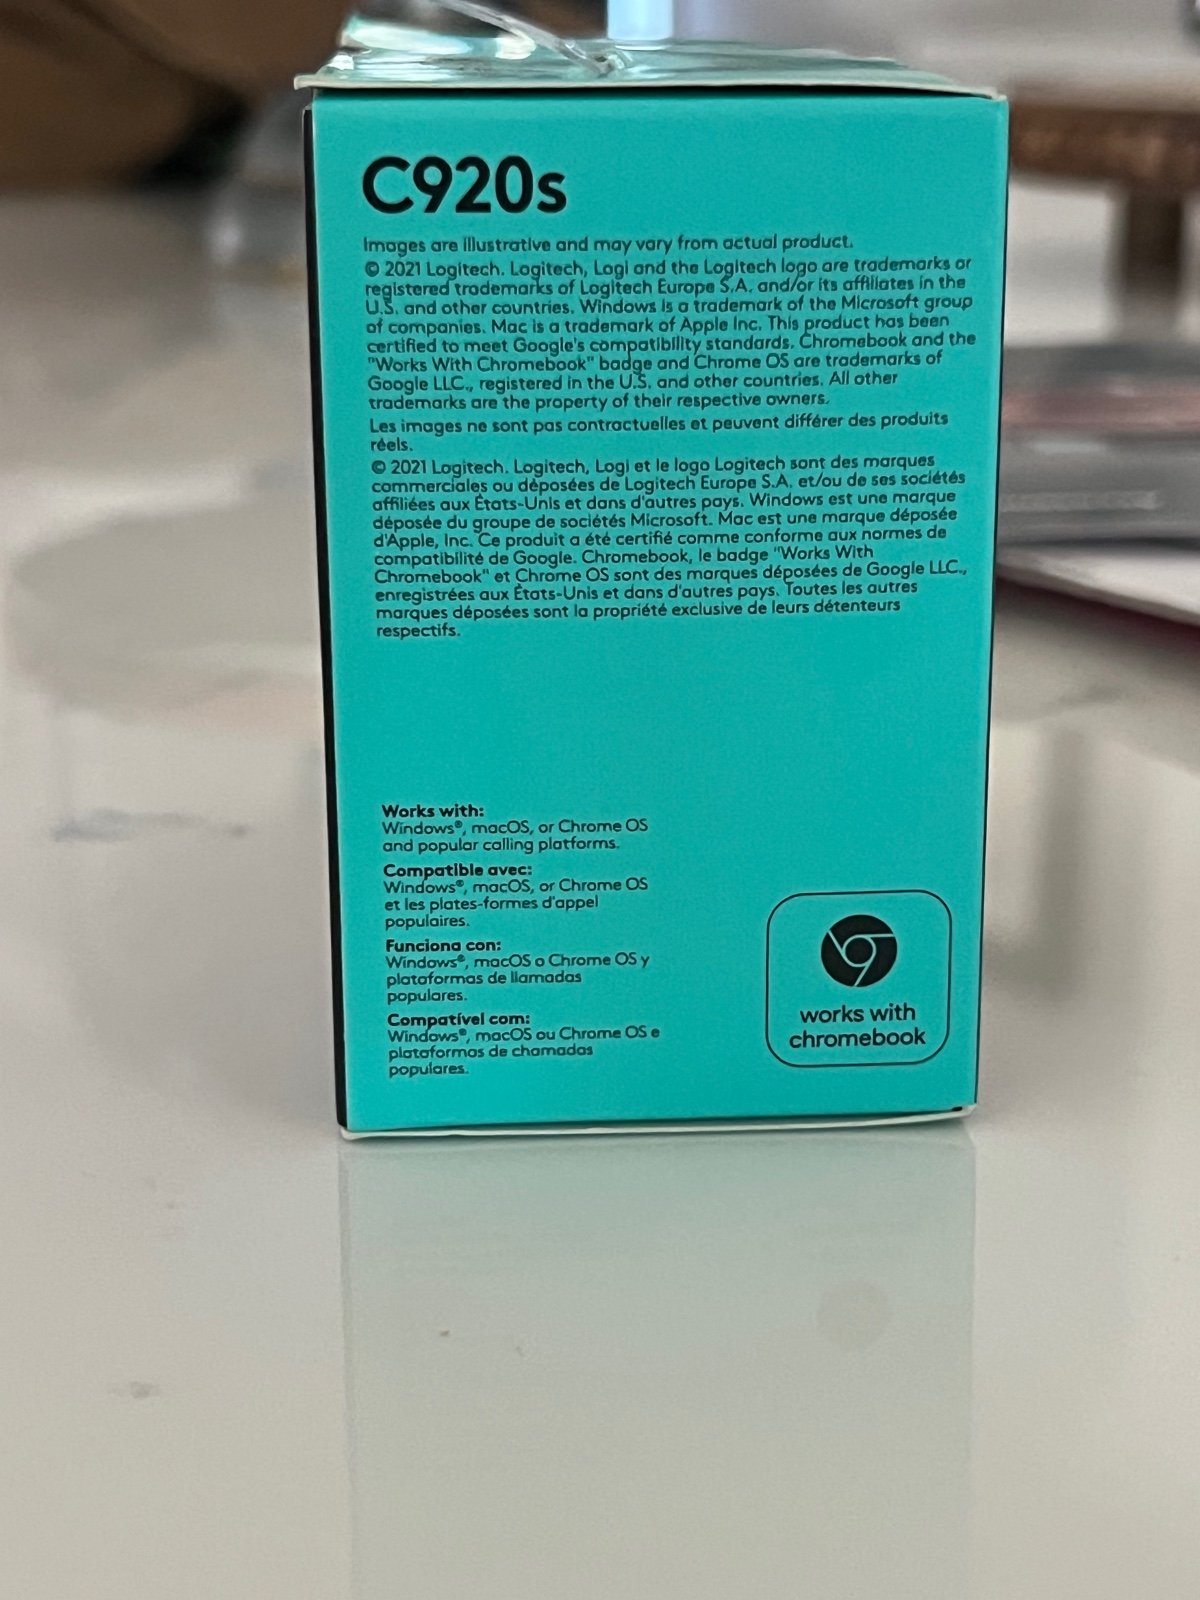 C920s
Images are illustrative and may vary from actual product.
© 2021 Logitech. Logitech, Logi and the Logitech logo are trademarks or
registered trademarks of Logitech Europe S.A. and/or its affiliates in the
U.S. and other countries. Windows is a trademark of the Microsoft group
of companies. Mac is a trademark of Apple Inc. This product has been
certified to meet Google's compatibility standards. Chromebook and the
"Works With Chromebook" badge and Chrome OS are trademarks of
Google LLC., registered in the U.S. and other countries. All other
trademarks are the property of their respective owners.
Les images ne sont pas contractuelles et peuvent différer des produits
réels.
© 2021 Logitech. Logitech, Logi et le logo Logitech sont des marques
commerciales ou déposées de Logitech Europe S.A. et/ou de ses sociétés
affiliées aux États-Unis et dans d'autres pays. Windows est une marque
déposée du groupe de sociétés Microsoft. Mac est une marque déposée
d'Apple, Inc. Ce produit a été certifié comme conforme aux normes de
compatibilité de Google. Chromebook, le badge "Works With
Chromebook" et Chrome OS sont des marques déposées de Google LLC.,
enregistrées aux États-Unis et dans d'autres pays. Toutes les autres
marques déposées sont la propriété exclusive de leurs détenteurs
respectifs.
Works with:
Windows®, macOS, or Chrome OS
and popular calling platforms.
Compatible avec:
Windows®, macOS, or Chrome OS
et les plates-formes d'appel
populaires.
Funciona con:
Windows®, macOS o Chrome OS y
plataformas de llamadas
populares.
Compatível com:
Windows®, macOS ou Chrome OS e
plataformas de chamadas
populares.
works with
chromebook